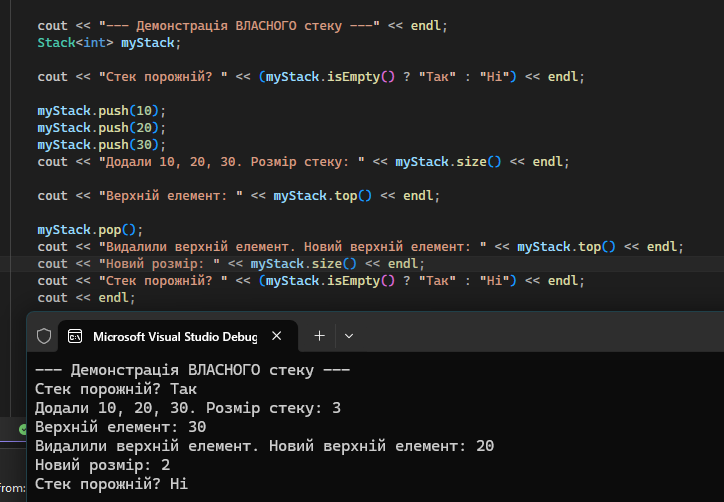 cout << "--- Демонстрація ВЛАСНОГО стеку ---" << endl;
Stack<int> myStack;
cout << "Стек порожній? " << (myStack.isEmpty() ? "Так" : "Ні") << endl;
myStack.push(10);
myStack.push(20);
myStack.push(30);
cout << "Додали 10, 20, 30. Розмір стеку: " << myStack.size() << endl;
cout << "Верхній елемент: " << myStack.top() << endl;
myStack.pop();
cout << "Видалили верхній елемент. Новий верхній елемент: " << myStack.top() << endl;
cout << "Новий розмір: " << myStack.size() << endl;
cout << "Стек порожній? " << (myStack.isEmpty() ? "Так" : "Ні") << endl;
cout << endl;
Microsoft Visual Studio Debug
--- Демонстрація ВЛАСНОГО стеку ---
Стек порожній? Так
Додали 10, 20, 30. Розмір стеку: 3
Верхній елемент: 30
Видалили верхній елемент. Новий верхній елемент: 20
Новий розмір: 2
Стек порожній? Ні
from: